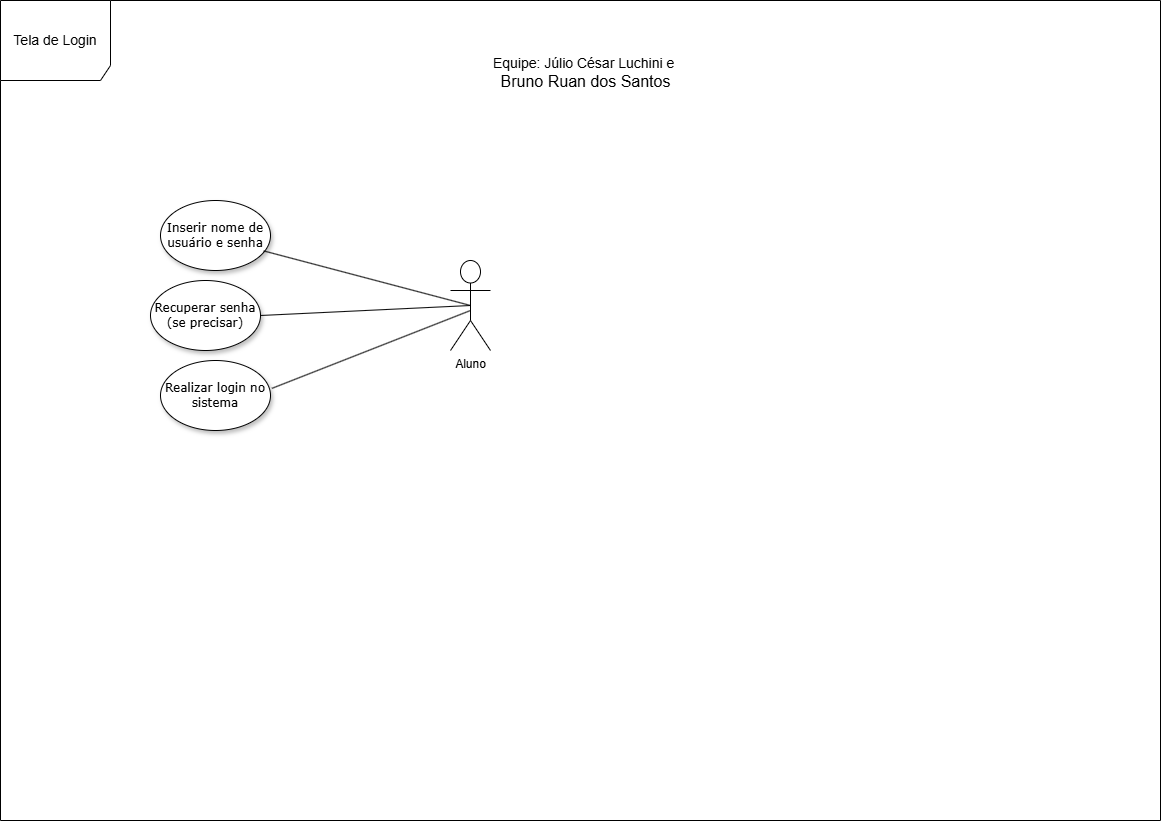 Tela de Login
Equipe: Júlio César Luchini e
Bruno Ruan dos Santos
Inserir nome de
usuário e senha
Recuperar senha
(se precisar)
Realizar login no
sistema
Aluno